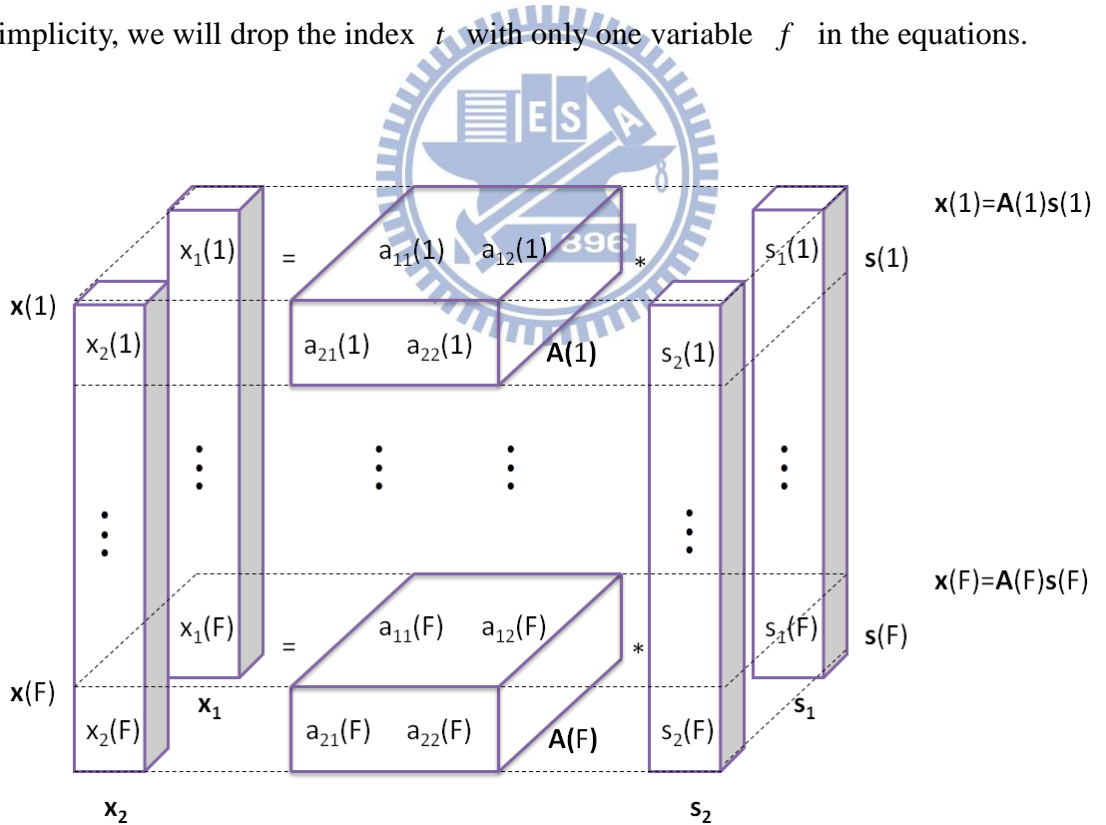 implicity, we will drop the index t with only one variable f in the equations.
E S A
1896
x(1)=A(1)s(1)
x₁(1) = a₁₁(1) a₁₂(1) * s₁(1) s(1)
x(1)
x₂(1) a₂₁(1) a₂₂(1) A(1) s₂(1)
x(F)=A(F)s(F)
x₁(F) = a₁₁(F) a₁₂(F) * s₁(F) s(F)
x(F) x₁ s₁
x₂(F) a₂₁(F) a₂₂(F) A(F) s₂(F)
x₂ s₂